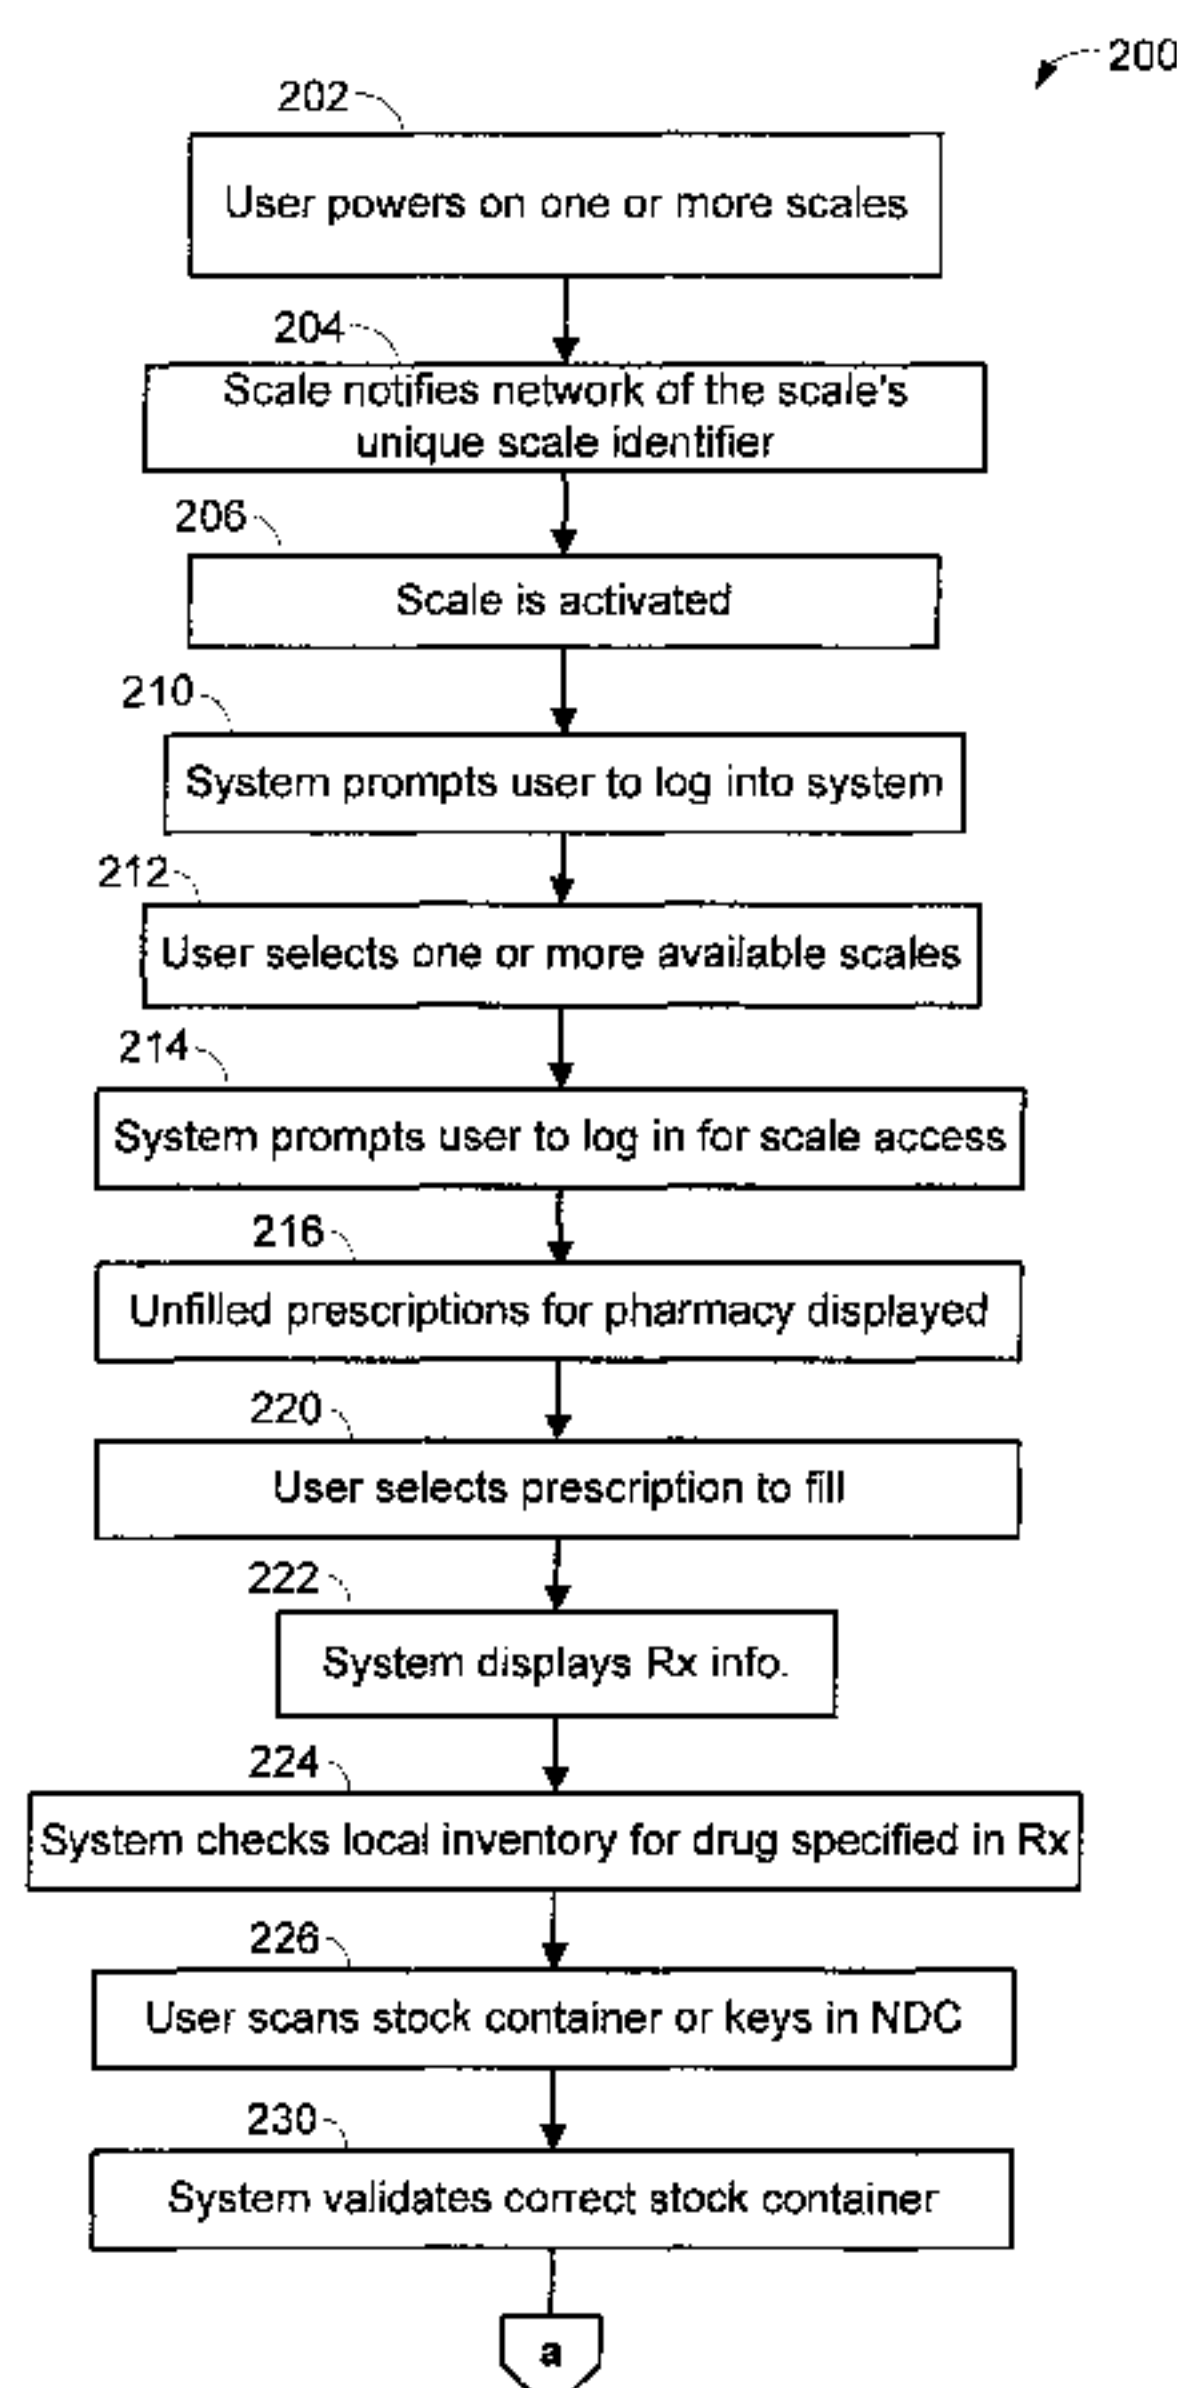 200
202
User powers on one or more scales
204
Scale notifies network of the scale's
unique scale identifier
206
Scale is activated
210
System prompts user to log into system
212
User selects one or more available scales
214
System prompts user to log in for scale access
216
Unfilled prescriptions for pharmacy displayed
220
User selects prescription to fill
222
System displays Rx info.
224
System checks local inventory for drug specified in Rx
226
User scans stock container or keys in NDC
230
System validates correct stock container
a